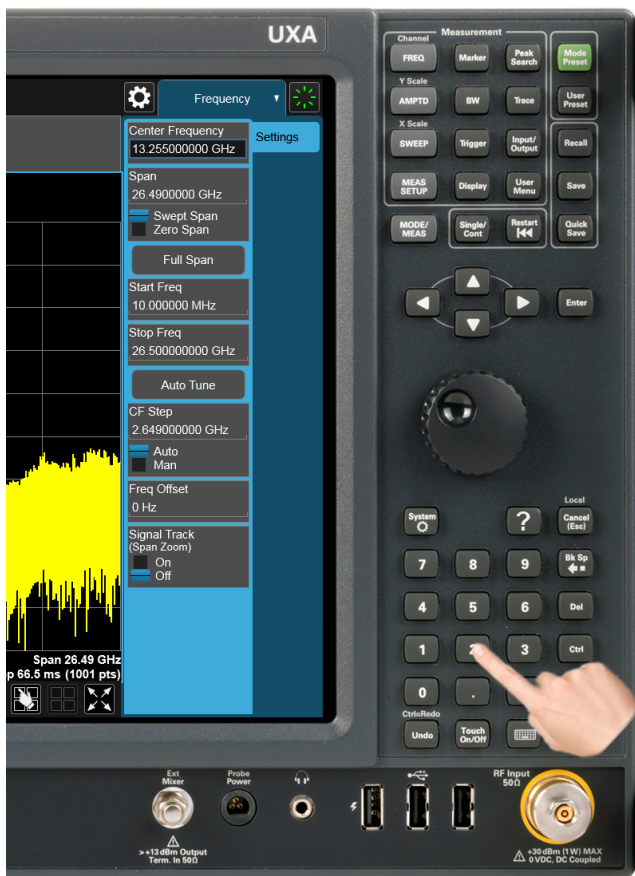 UXA
Frequency
Center Frequency
13.255000000 GHz
Settings
Span
26.4900000 GHz
Swept Span
Zero Span
Full Span
Start Freq
10.000000 MHz
Stop Freq
26.500000000 GHz
Auto Tune
CF Step
2.649000000 GHz
Auto
Man
Freq Offset
0 Hz
Signal Track
(Span Zoom)
On
Off
Span 26.49 GHz
p 66.5 ms (1001 pts)
Measurement
Channel
FREQ
Marker
Peak
Search
Mode
Preset
Y Scale
AMPTD
BW
Trace
User
Preset
X Scale
SWEEP
Trigger
Input/
Output
Recall
MEAS
SETUP
Display
User
Menu
Save
MODE/
MEAS
Single/
Cont
Restart
Quick
Save
Enter
Local
System
?
Cancel
(Esc)
7
8
9
Bk Sp
4
5
6
Del
1
2
3
Ctrl
0
.
Ctrl=Redo
Undo
Touch
On/Off
Ext
Mixer
Probe
Power
RF Input
50Ω
>+13 dBm Output
Term. In 50Ω
+30 dBm (1W) MAX
0 VDC, DC Coupled